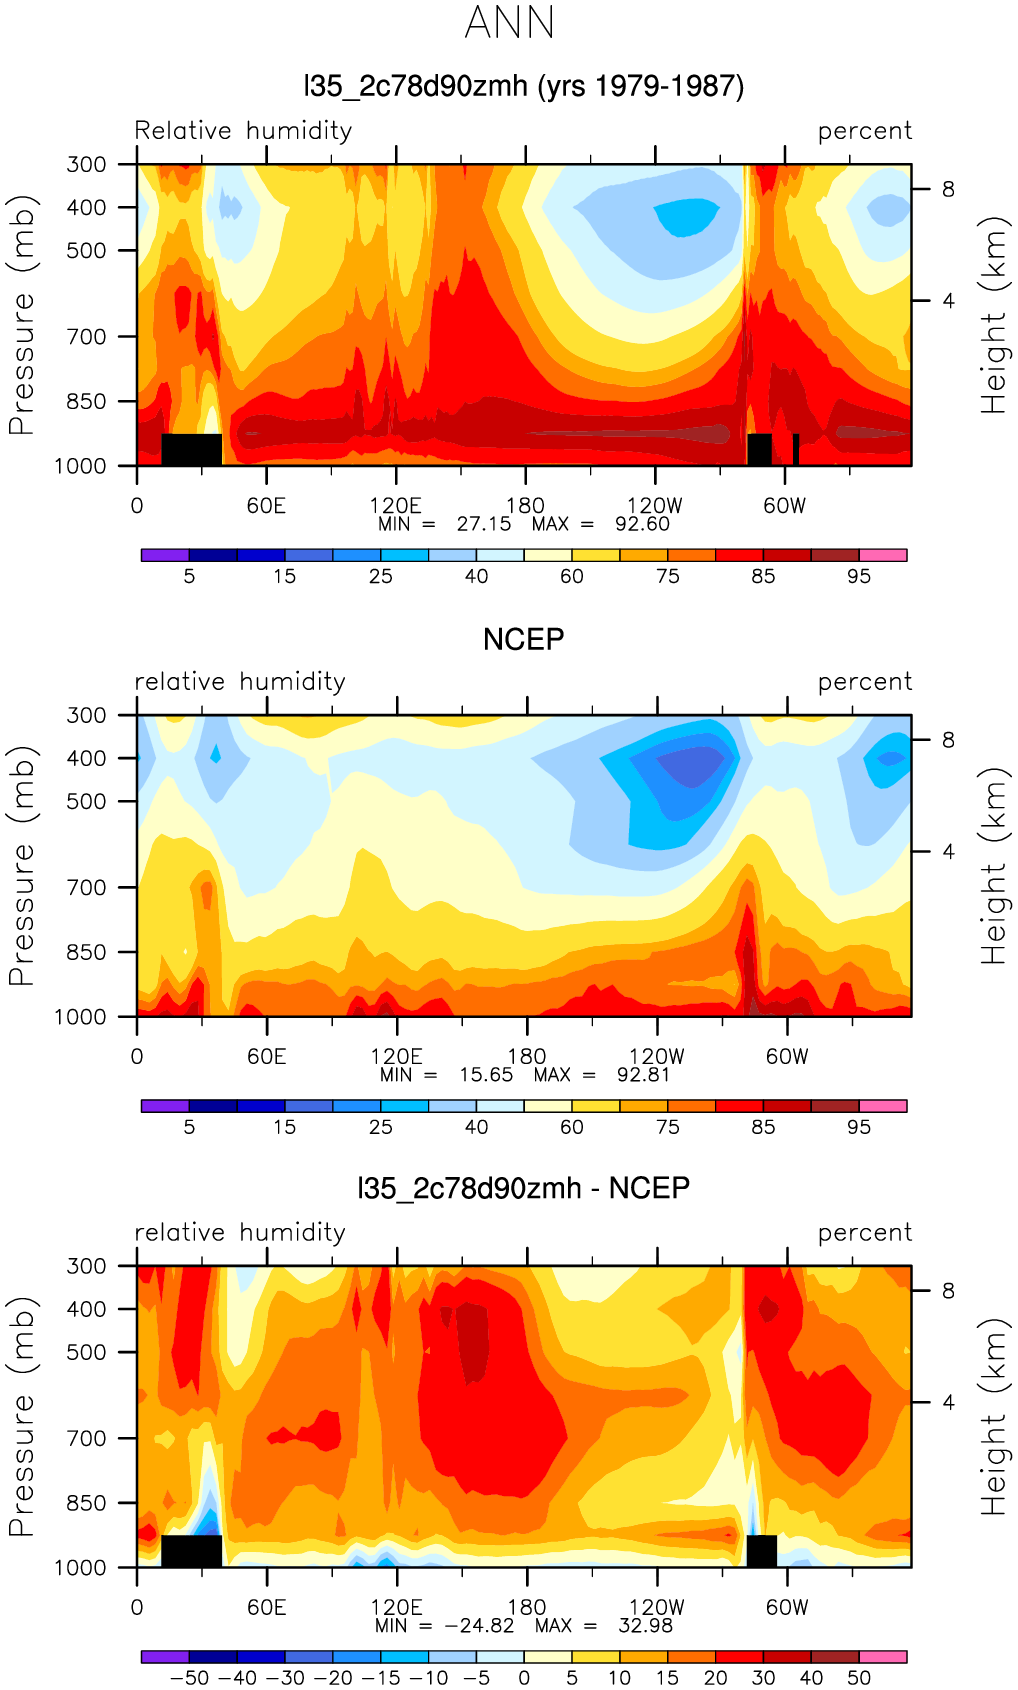 ANN
l35_2c78d90zmh (yrs 1979-1987)
Relative humidity percent
300
400
500
700
850
1000
Pressure (mb)
8
4
Height (km)
0 60E 120E 180 120W 60W
MIN = 27.15 MAX = 92.60
5 15 25 40 60 75 85 95
NCEP
relative humidity percent
300
400
500
700
850
1000
Pressure (mb)
8
4
Height (km)
0 60E 120E 180 120W 60W
MIN = 15.65 MAX = 92.81
5 15 25 40 60 75 85 95
l35_2c78d90zmh - NCEP
relative humidity percent
300
400
500
700
850
1000
Pressure (mb)
8
4
Height (km)
0 60E 120E 180 120W 60W
MIN = −24.82 MAX = 32.98
−50 −40 −30 −20 −15 −10 −5 0 5 10 15 20 30 40 50